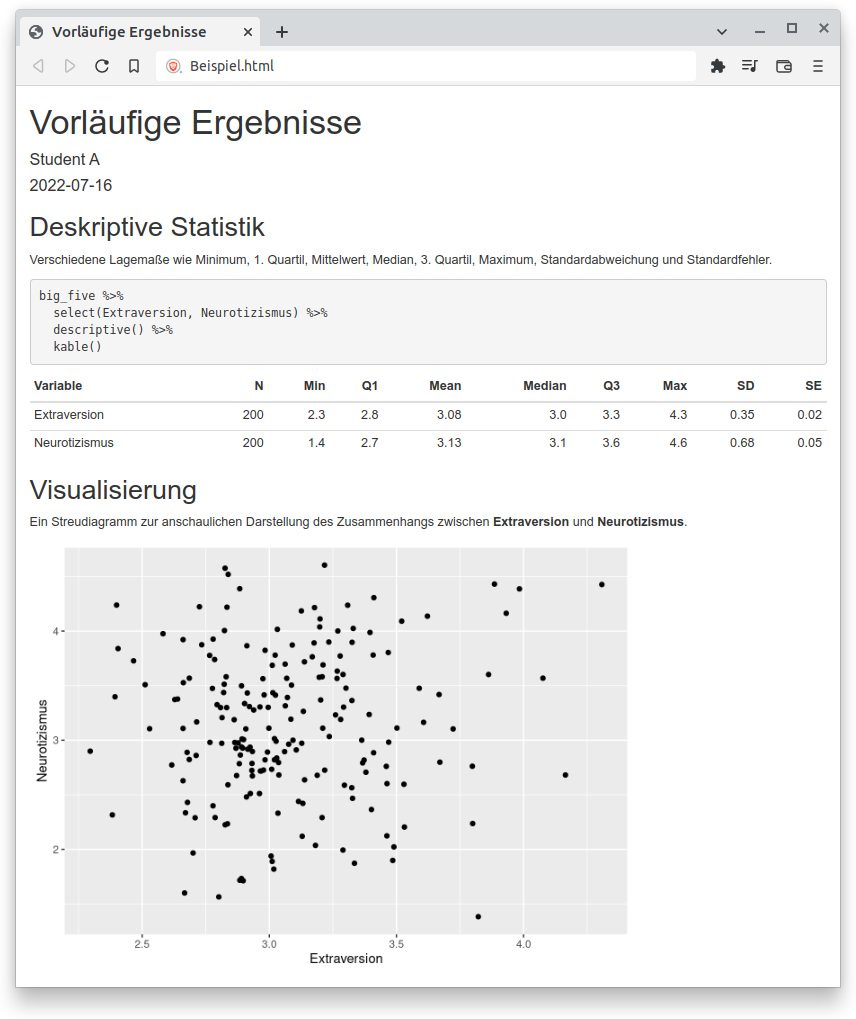 Vorläufige Ergebnisse
Beispiel.html
Vorläufige Ergebnisse
Student A
2022-07-16
Deskriptive Statistik
Verschiedene Lagemaße wie Minimum, 1. Quartil, Mittelwert, Median, 3. Quartil, Maximum, Standardabweichung und Standardfehler.
big_five %>%
  select(Extraversion, Neurotizismus) %>%
  descriptive() %>%
  kable()
Variable N Min Q1 Mean Median Q3 Max SD SE
Extraversion 200 2.3 2.8 3.08 3.0 3.3 4.3 0.35 0.02
Neurotizismus 200 1.4 2.7 3.13 3.1 3.6 4.6 0.68 0.05
Visualisierung
Ein Streudiagramm zur anschaulichen Darstellung des Zusammenhangs zwischen Extraversion und Neurotizismus.
Neurotizismus
4
3
2
2.5 3.0 3.5 4.0
Extraversion